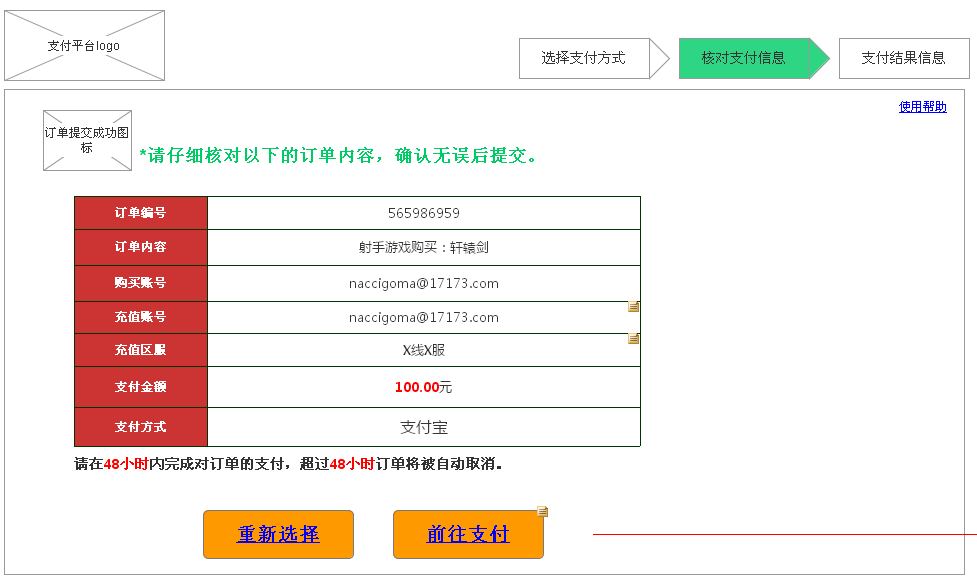 支付平台logo
选择支付方式
核对支付信息
支付结果信息
使用帮助
订单提交成功图
标
*请仔细核对以下的订单内容，确认无误后提交。
订单编号 565986959
订单内容 射手游戏购买：轩辕剑
购买账号 naccigoma@17173.com
充值账号 naccigoma@17173.com
充值区服 X线X服
支付金额 100.00元
支付方式 支付宝
请在48小时内完成对订单的支付，超过48小时订单将被自动取消。
重新选择
前往支付